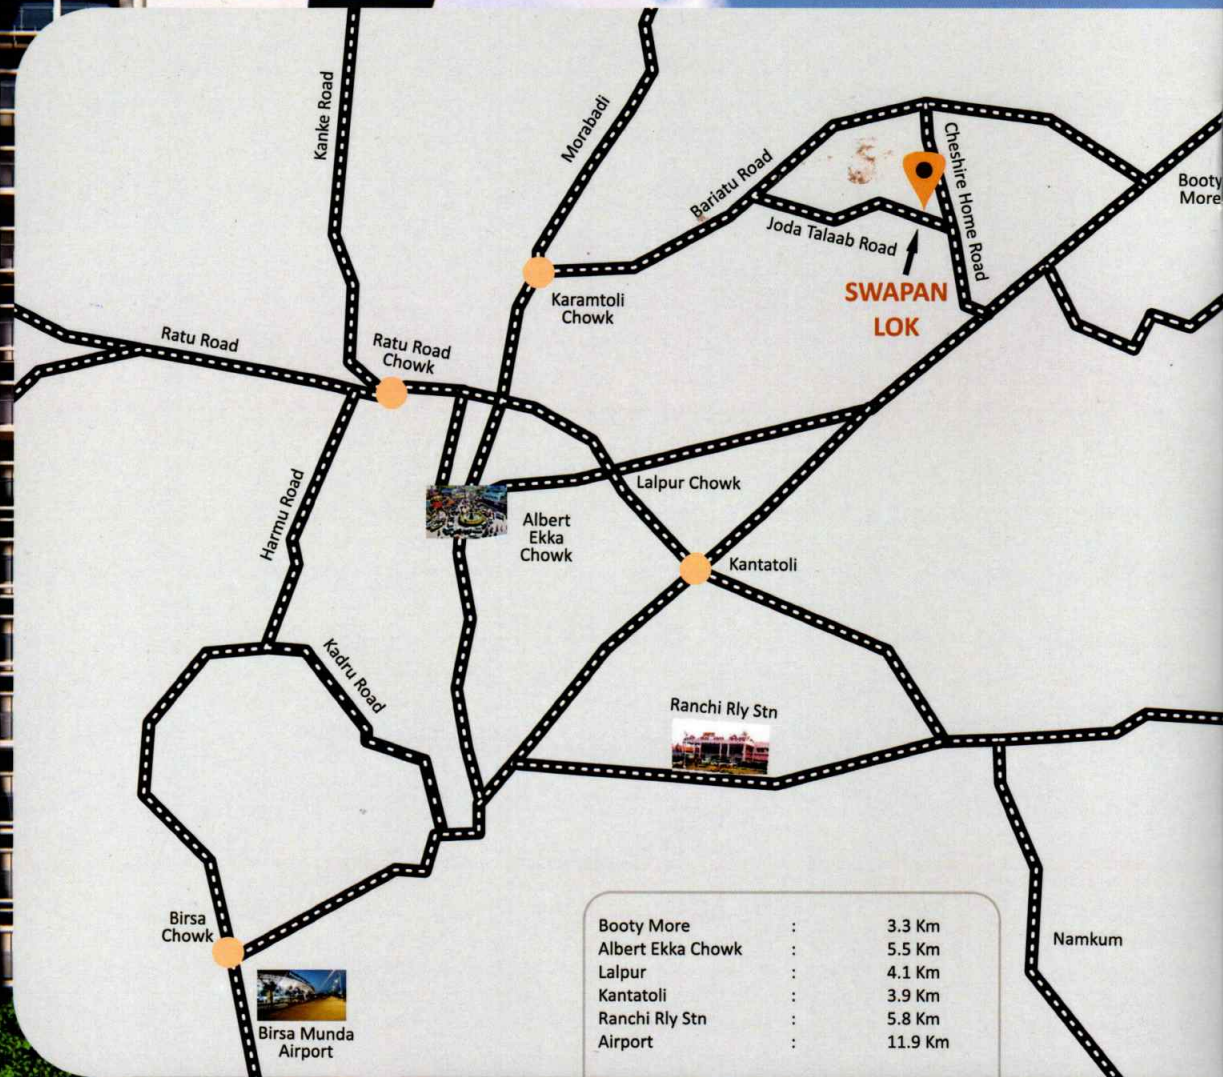 Kanke Road
Morabadi
Bariatu Road
Cheshire Home Road
Booty
More
Joda Talaab Road
SWAPAN
LOK
Karamtoli
Chowk
Ratu Road
Ratu Road
Chowk
Harmu Road
Lalpur Chowk
Albert
Ekka
Chowk
Kantatoli
Kadru Road
Ranchi Rly Stn
Birsa
Chowk
Birsa Munda
Airport
Namkum
Booty More : 3.3 Km
Albert Ekka Chowk : 5.5 Km
Lalpur : 4.1 Km
Kantatoli : 3.9 Km
Ranchi Rly Stn : 5.8 Km
Airport : 11.9 Km